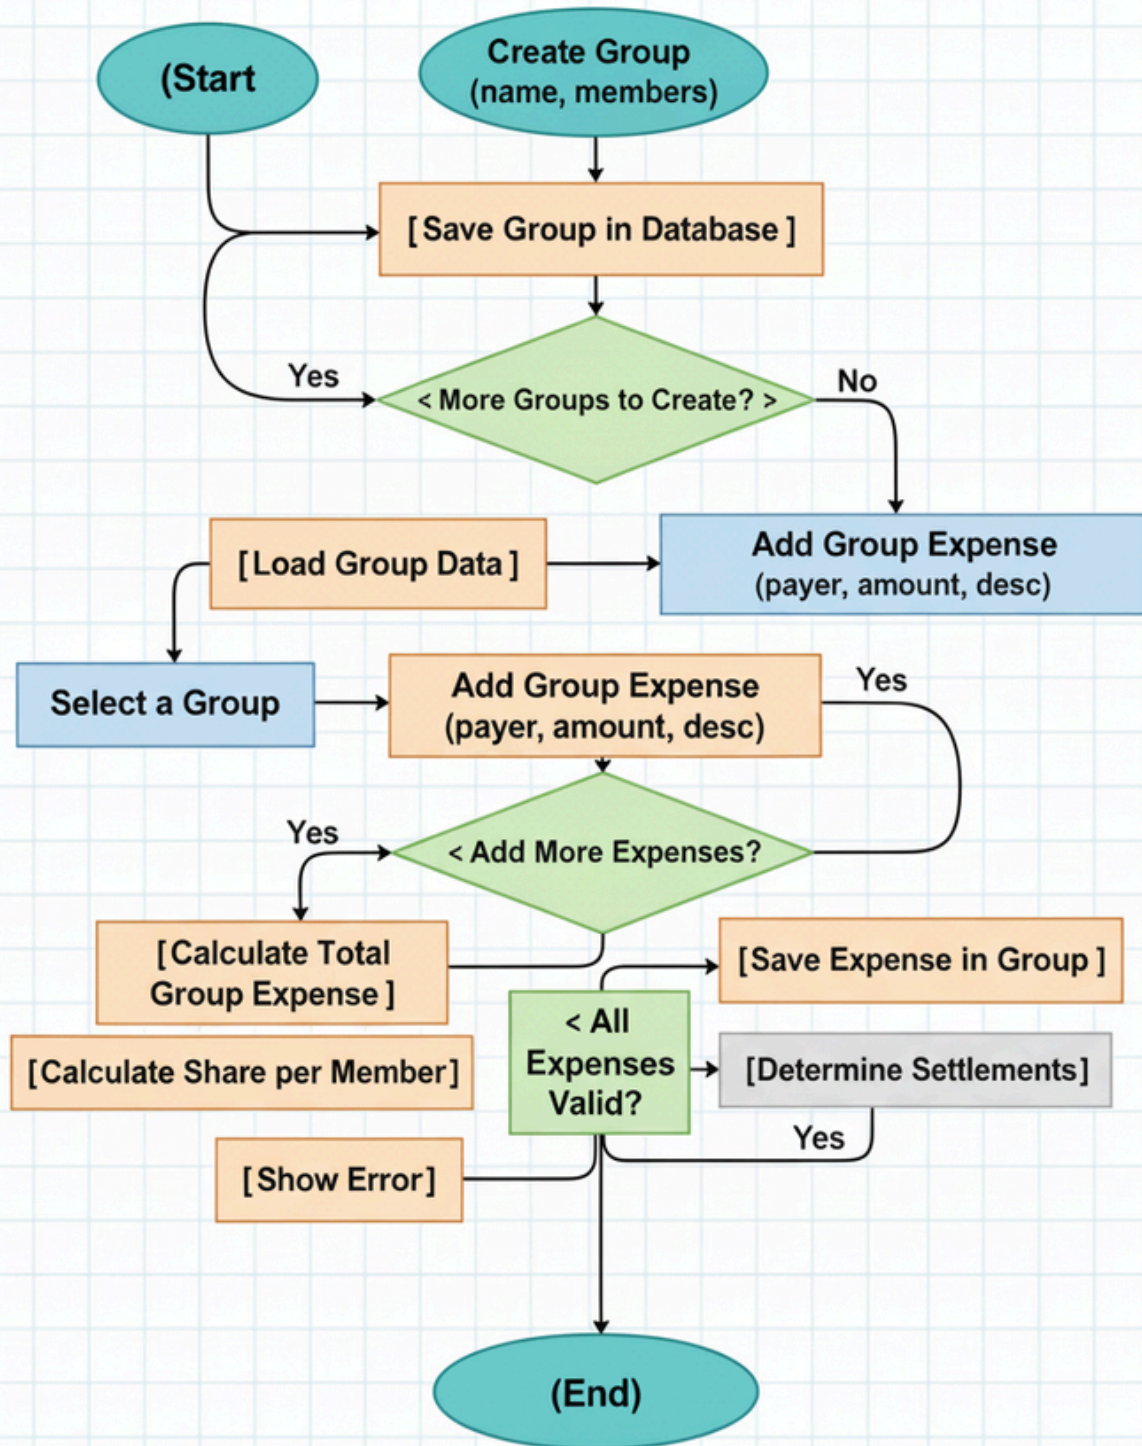 (Start
Create Group
(name, members)
[Save Group in Database]
Yes
< More Groups to Create? >
No
[Load Group Data]
Add Group Expense
(payer, amount, desc)
Select a Group
Add Group Expense
(payer, amount, desc)
Yes
Yes
< Add More Expenses?
[Calculate Total
Group Expense]
[Save Expense in Group]
< All
Expenses
Valid?
[Calculate Share per Member]
[Determine Settlements]
Yes
[Show Error]
(End)